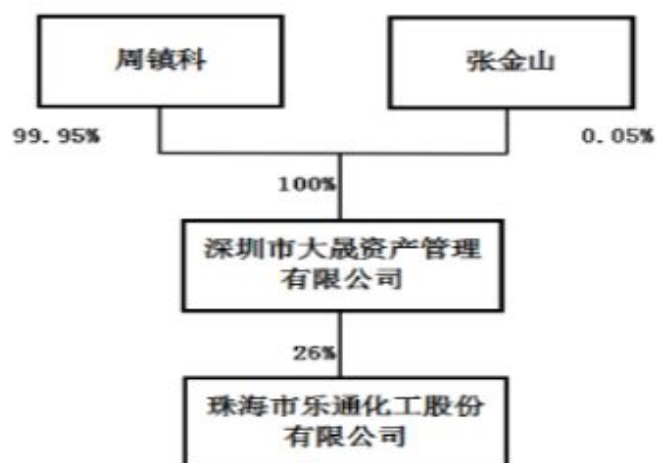 周镇科
张金山
99.95%
0.05%
100%
深圳市大晟资产管理
有限公司
26%
珠海市乐通化工股份
有限公司